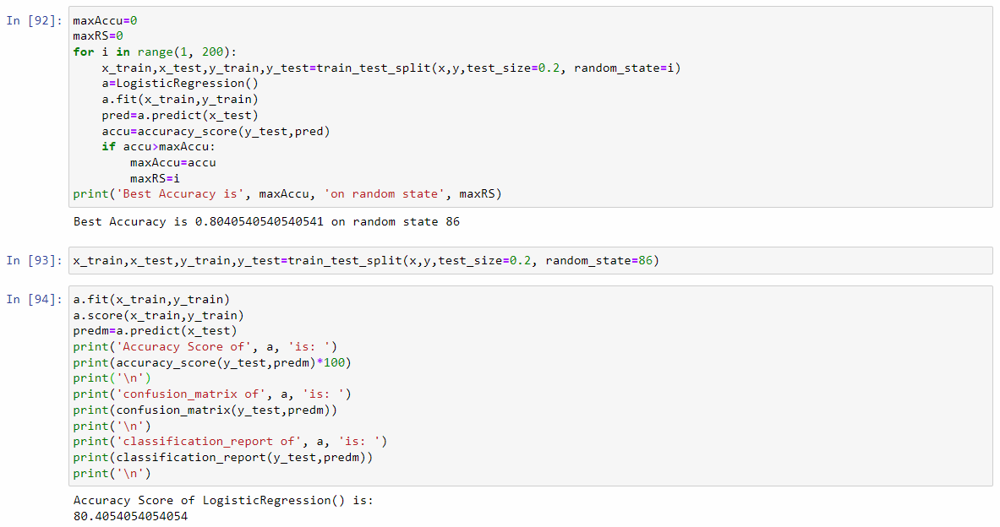 In [92]: maxAccu=0
maxRS=0
for i in range(1, 200):
    x_train,x_test,y_train,y_test=train_test_split(x,y,test_size=0.2, random_state=i)
    a=LogisticRegression()
    a.fit(x_train,y_train)
    pred=a.predict(x_test)
    accu=accuracy_score(y_test,pred)
    if accu>maxAccu:
        maxAccu=accu
        maxRS=i
print('Best Accuracy is', maxAccu, 'on random state', maxRS)
Best Accuracy is 0.8040540540540541 on random state 86
In [93]: x_train,x_test,y_train,y_test=train_test_split(x,y,test_size=0.2, random_state=86)
In [94]: a.fit(x_train,y_train)
a.score(x_train,y_train)
predm=a.predict(x_test)
print('Accuracy Score of', a, 'is: ')
print(accuracy_score(y_test,predm)*100)
print('\n')
print('confusion_matrix of', a, 'is: ')
print(confusion_matrix(y_test,predm))
print('\n')
print('classification_report of', a, 'is: ')
print(classification_report(y_test,predm))
print('\n')
Accuracy Score of LogisticRegression() is:
80.4054054054054